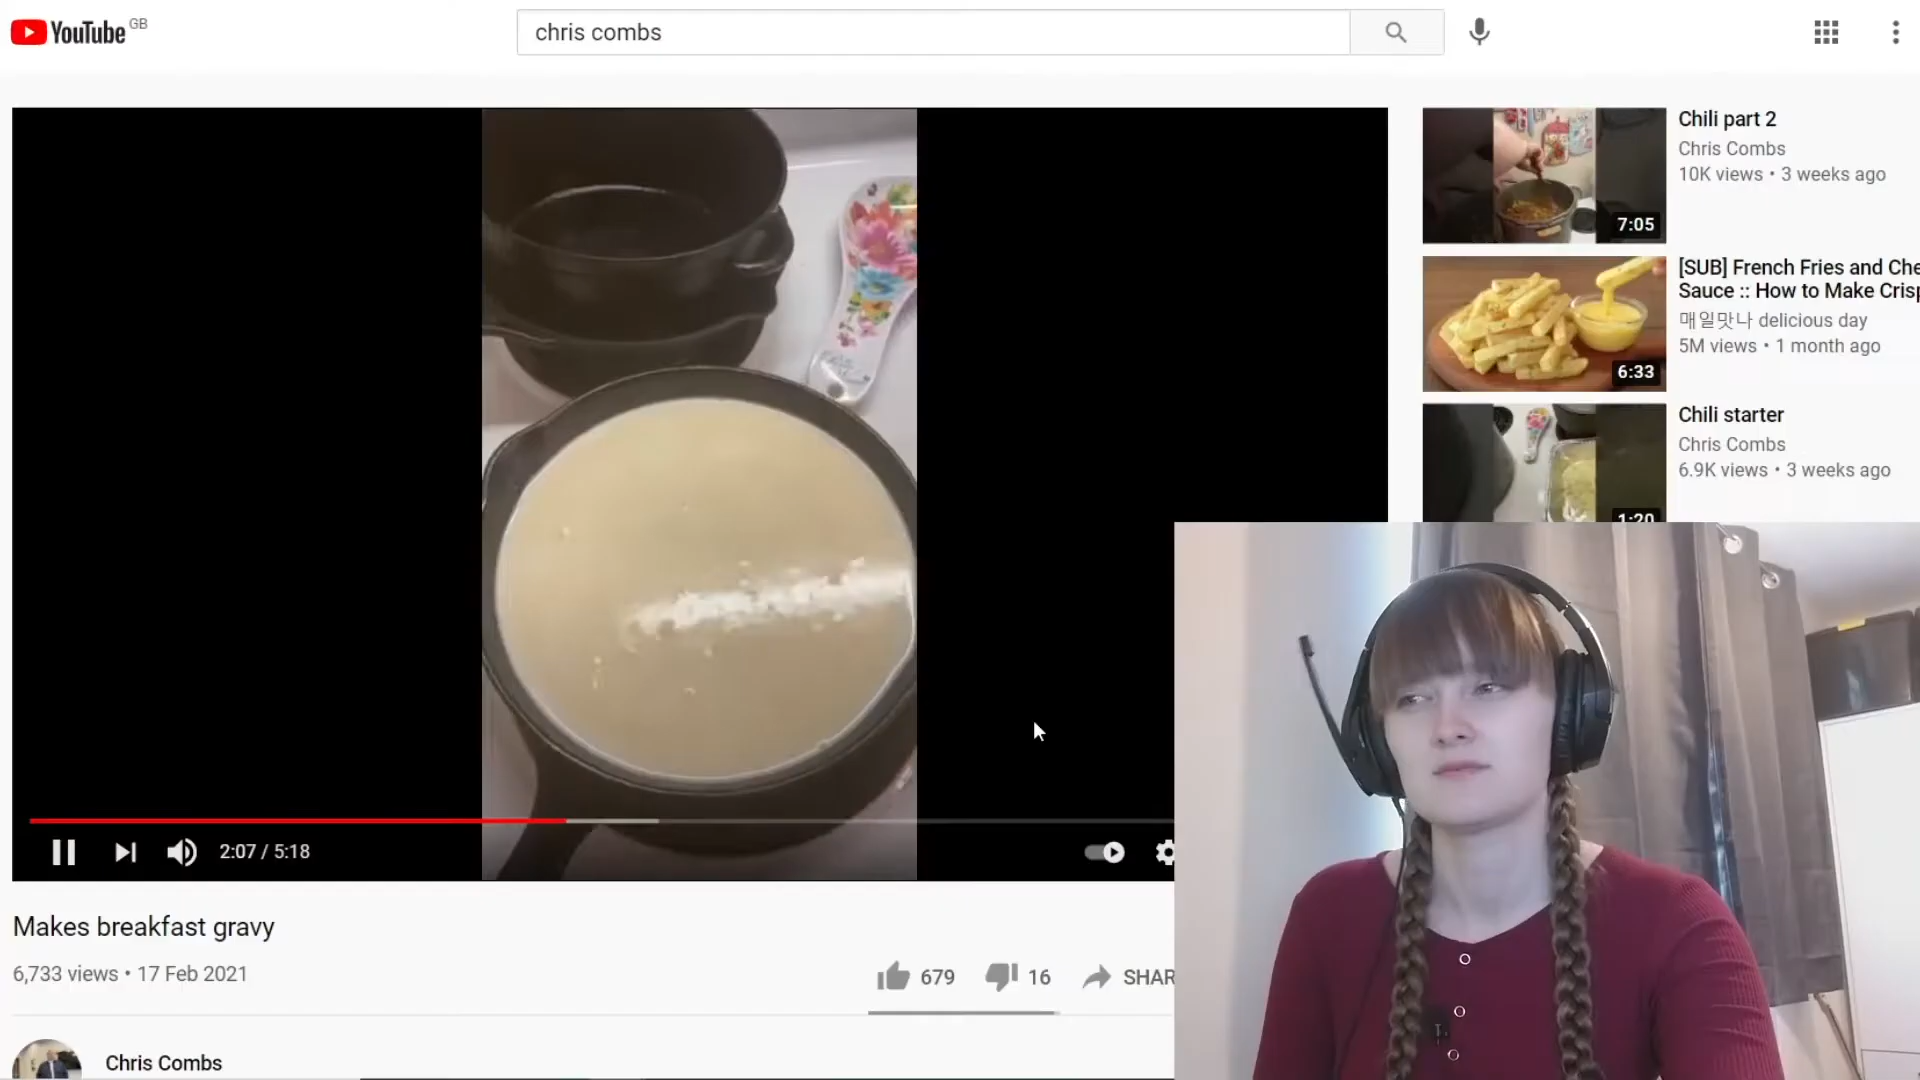 YouTube GB
chris combs
2:07 / 5:18
Makes breakfast gravy
6,733 views • 17 Feb 2021
679
16
SHAR
Chris Combs
Chili part 2
Chris Combs
10K views • 3 weeks ago
7:05
[SUB] French Fries and Che
Sauce :: How to Make Crisp
매일맛나 delicious day
5M views • 1 month ago
6:33
Chili starter
Chris Combs
6.9K views • 3 weeks ago
1:20